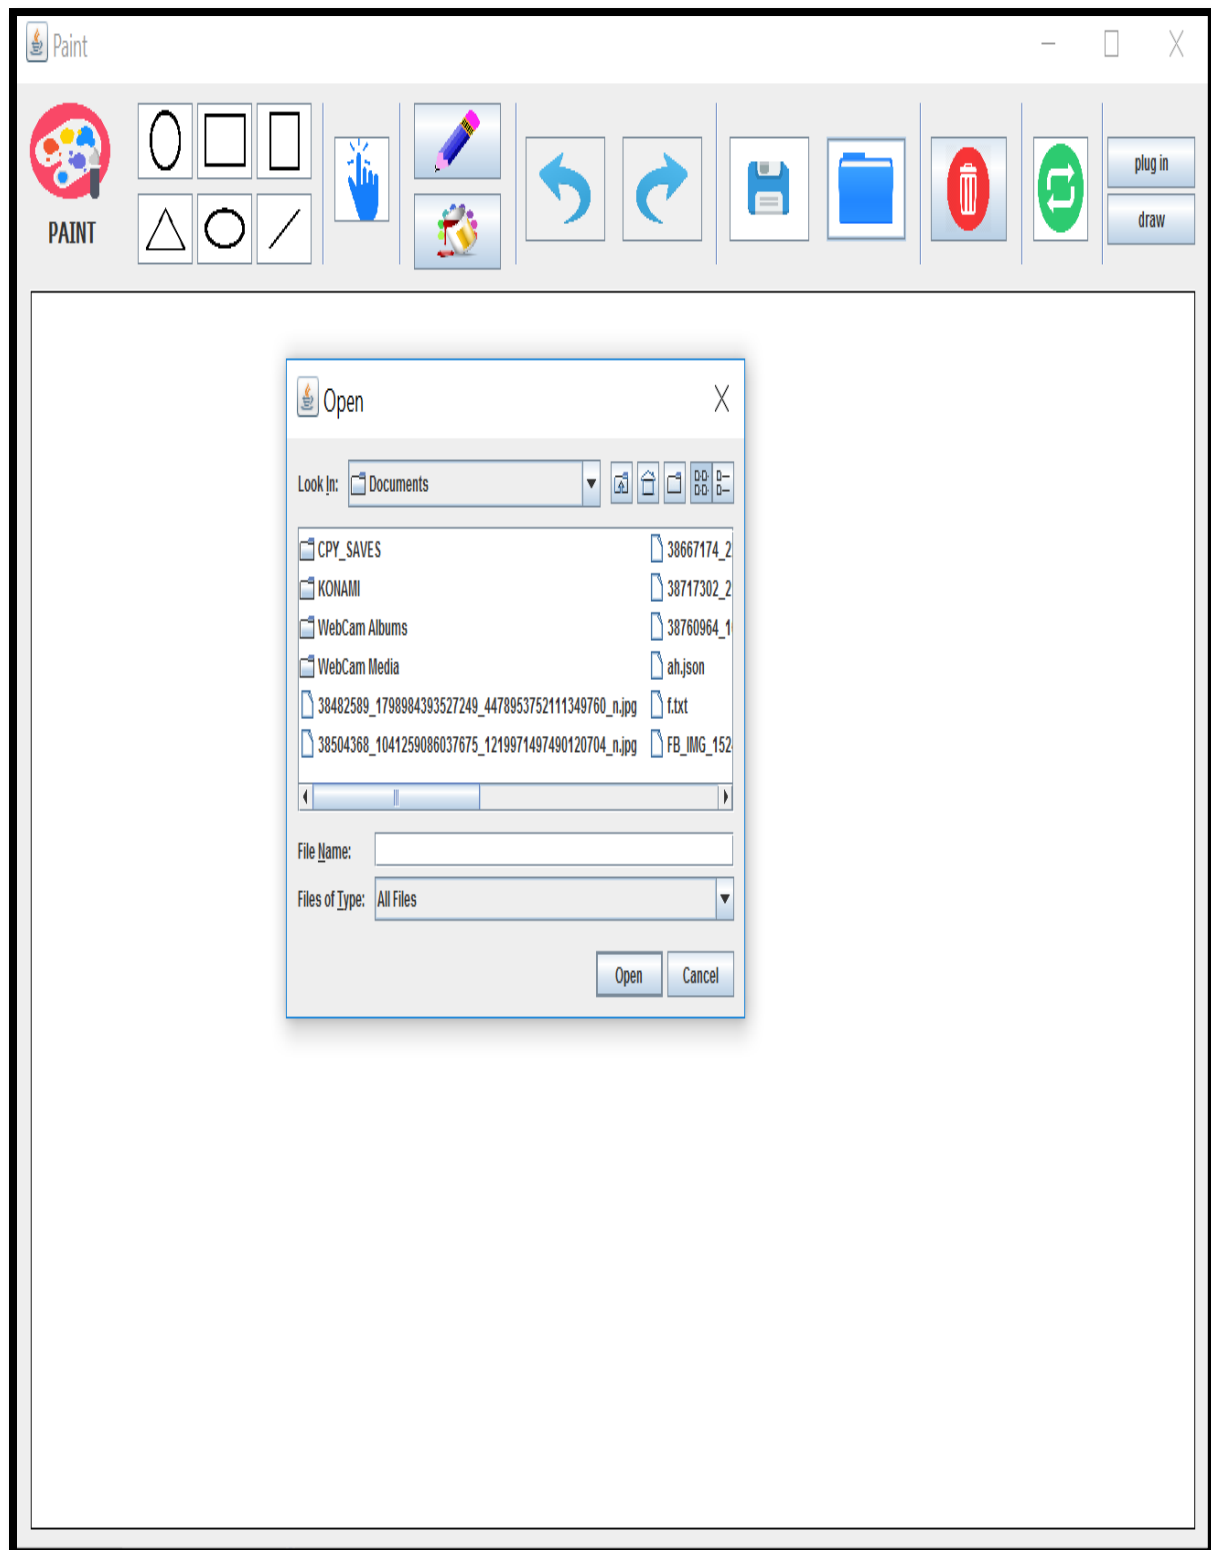 Paint
PAINT
plug in
draw
Open
Look In: Documents
CPY_SAVES
KONAMI
WebCam Albums
WebCam Media
38482589_1798984393527249_4478953752111349760_n.jpg
38504368_1041259086037675_1219971497490120704_n.jpg
38667174_2
38717302_2
38760964_1
ah.json
f.txt
FB_IMG_152
File Name:
Files of Type: All Files
Open Cancel